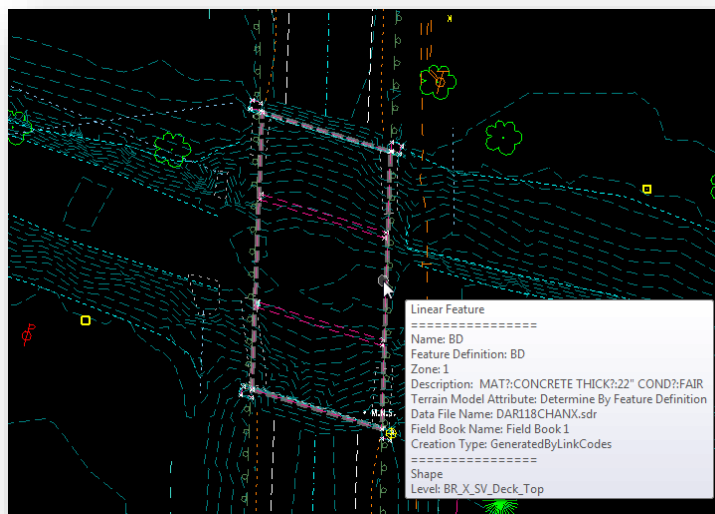 Linear Feature
================
Name: BD
Feature Definition: BD
Zone: 1
Description:  MAT?:CONCRETE THICK?:22" COND?:FAIR
Terrain Model Attribute: Determine By Feature Definition
Data File Name: DAR118CHANX.sdr
Field Book Name: Field Book 1
Creation Type: GeneratedByLinkCodes
================
Shape
Level: BR_X_SV_Deck_Top
M.N.S.